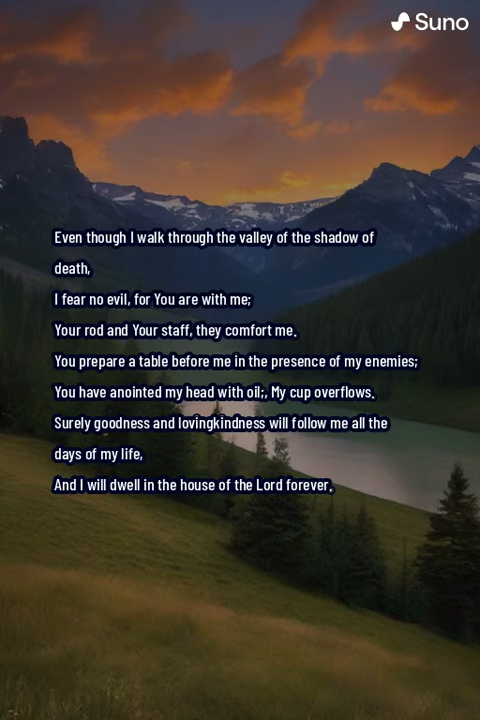 Suno
Even though I walk through the valley of the shadow of
death,
I fear no evil, for You are with me;
Your rod and Your staff, they comfort me.
You prepare a table before me in the presence of my enemies;
You have anointed my head with oil;, My cup overflows.
Surely goodness and lovingkindness will follow me all the
days of my life,
And I will dwell in the house of the Lord forever.